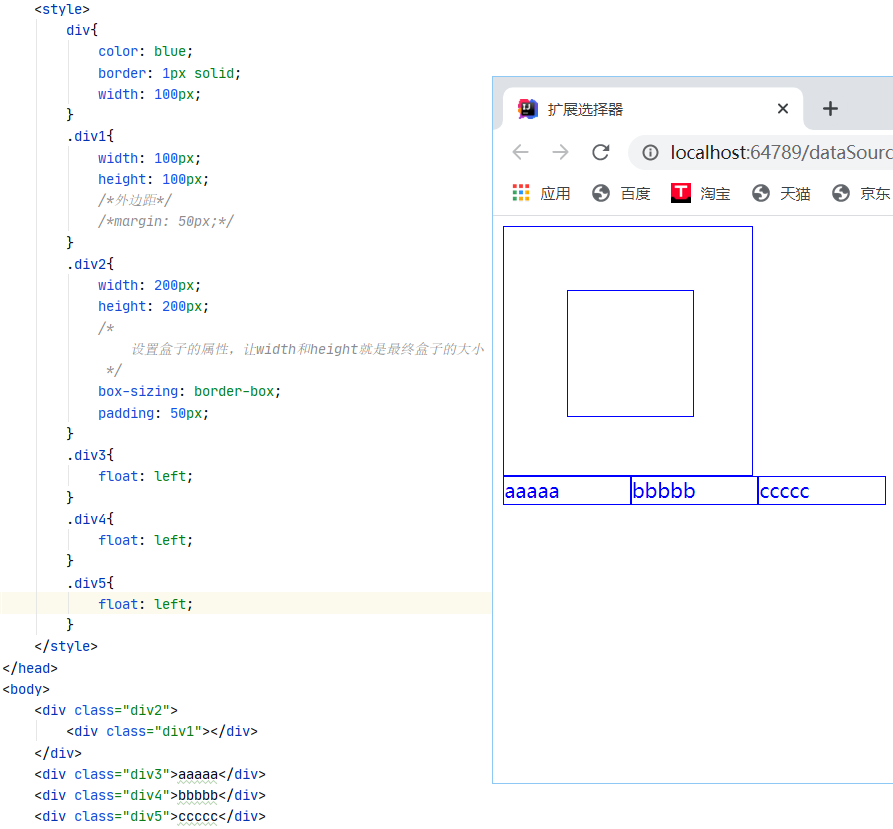 <style>
div{
color: blue;
border: 1px solid;
width: 100px;
}
.div1{
width: 100px;
height: 100px;
/*外边距*/
/*margin: 50px;*/
}
.div2{
width: 200px;
height: 200px;
/*
设置盒子的属性，让width和height就是最终盒子的大小
*/
box-sizing: border-box;
padding: 50px;
}
.div3{
float: left;
}
.div4{
float: left;
}
.div5{
float: left;
}
</style>
</head>
<body>
<div class="div2">
<div class="div1"></div>
</div>
<div class="div3">aaaaa</div>
<div class="div4">bbbbb</div>
<div class="div5">ccccc</div>
扩展选择器
localhost:64789/dataSourc
应用 百度 T 淘宝 天猫 京东
aaaaa bbbbb ccccc